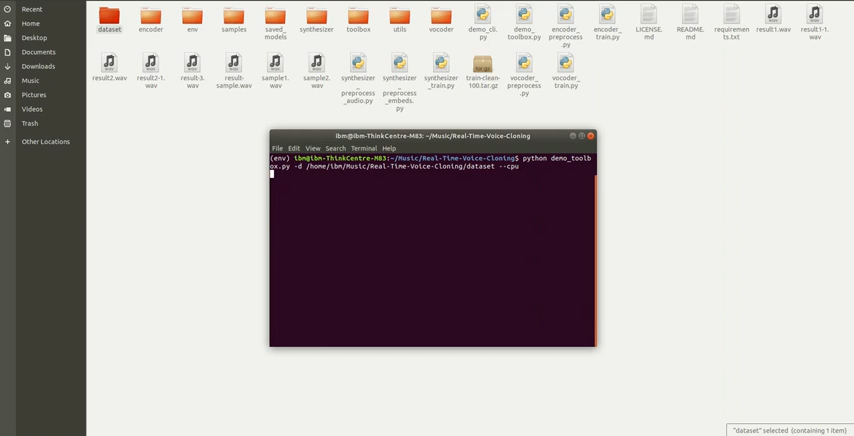 Recent
Home
Desktop
Documents
Downloads
Music
Pictures
Videos
Trash
Other Locations
dataset
encoder
env
samples
saved_
models
synthesizer
toolbox
utils
vocoder
demo_cli.
py
demo_
toolbox.py
encoder_
preprocess
.py
encoder_
train.py
LICENSE.
md
README.
md
requiremen
ts.txt
result1.wav
result1-1.
wav
result2.wav
result2-1.
wav
result-3.
wav
result-
sample.wav
sample1.
wav
sample2.
wav
synthesizer
_
preprocess
_audio.py
synthesizer
_
preprocess
_embeds.
py
synthesizer
_train.py
train-clean-
100.tar.gz
vocoder_
preprocess
.py
vocoder_
train.py
ibm@ibm-ThinkCentre-M83: ~/Music/Real-Time-Voice-Cloning
File Edit View Search Terminal Help
(env) ibm@ibm-ThinkCentre-M83:~/Music/Real-Time-Voice-Cloning$ python demo_toolb
ox.py -d /home/ibm/Music/Real-Time-Voice-Cloning/dataset --cpu
"dataset" selected (containing 1 item)